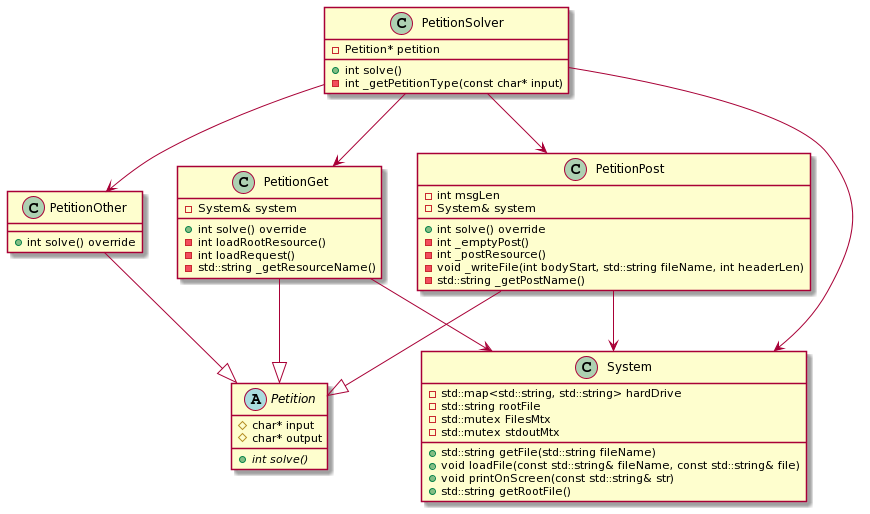 C PetitionSolver
Petition* petition
int solve()
int _getPetitionType(const char* input)
C PetitionOther
int solve() override
C PetitionGet
System& system
int solve() override
int loadRootResource()
int loadRequest()
std::string _getResourceName()
C PetitionPost
int msgLen
System& system
int solve() override
int _emptyPost()
int _postResource()
void _writeFile(int bodyStart, std::string fileName, int headerLen)
std::string _getPostName()
A Petition
char* input
char* output
int solve()
C System
std::map<std::string, std::string> hardDrive
std::string rootFile
std::mutex FilesMtx
std::mutex stdoutMtx
std::string getFile(std::string fileName)
void loadFile(const std::string& fileName, const std::string& file)
void printOnScreen(const std::string& str)
std::string getRootFile()